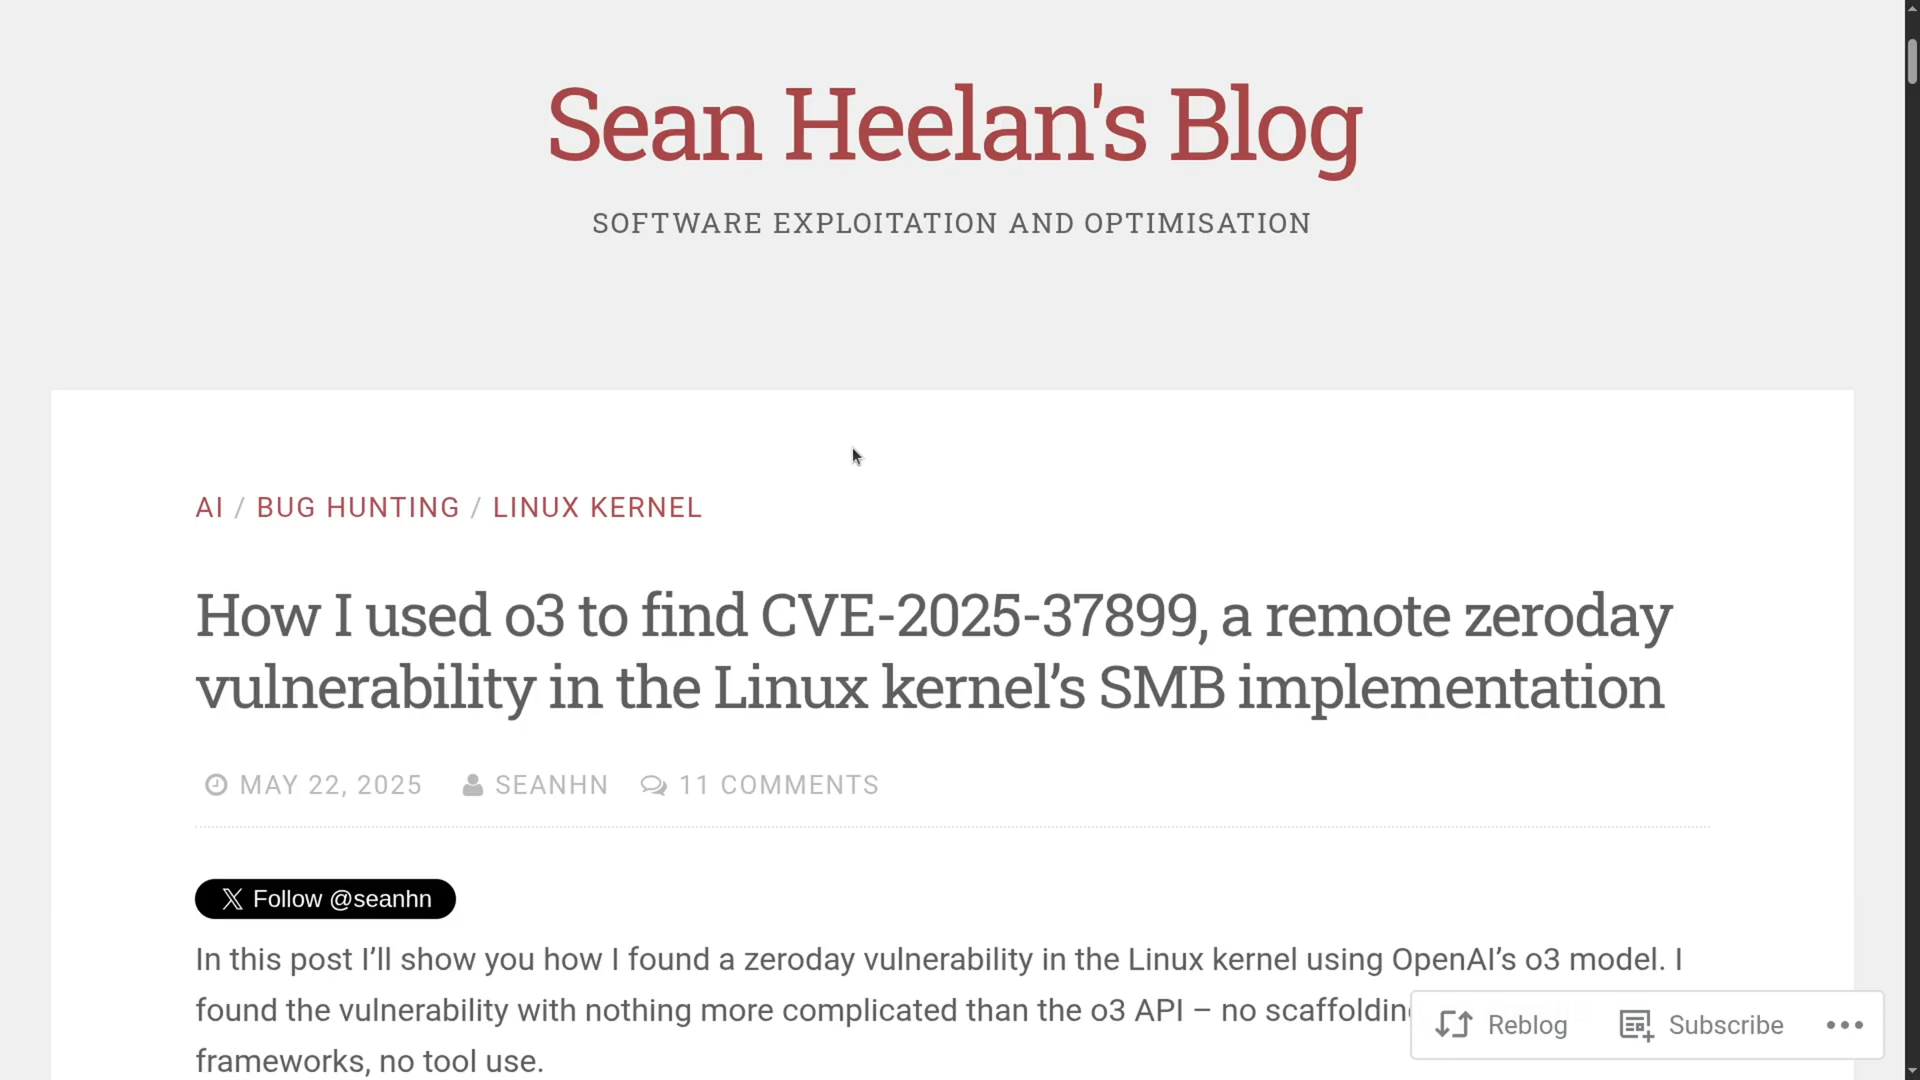 Sean Heelan's Blog
SOFTWARE EXPLOITATION AND OPTIMISATION
AI / BUG HUNTING / LINUX KERNEL
How I used o3 to find CVE-2025-37899, a remote zeroday
vulnerability in the Linux kernel’s SMB implementation
MAY 22, 2025 SEANHN 11 COMMENTS
Follow @seanhn
In this post I’ll show you how I found a zeroday vulnerability in the Linux kernel using OpenAI’s o3 model. I
found the vulnerability with nothing more complicated than the o3 API – no
frameworks, no tool use.
Reblog Subscribe